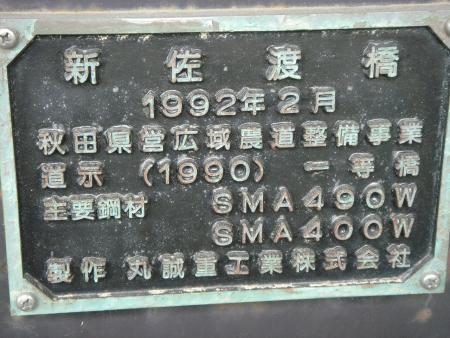 新佐渡橋
1992年2月
秋田県営広域農道整備事業
道示(1990) 一等橋
主要鋼材 SMA490W
SMA400W
製作 丸誠重工業株式会社